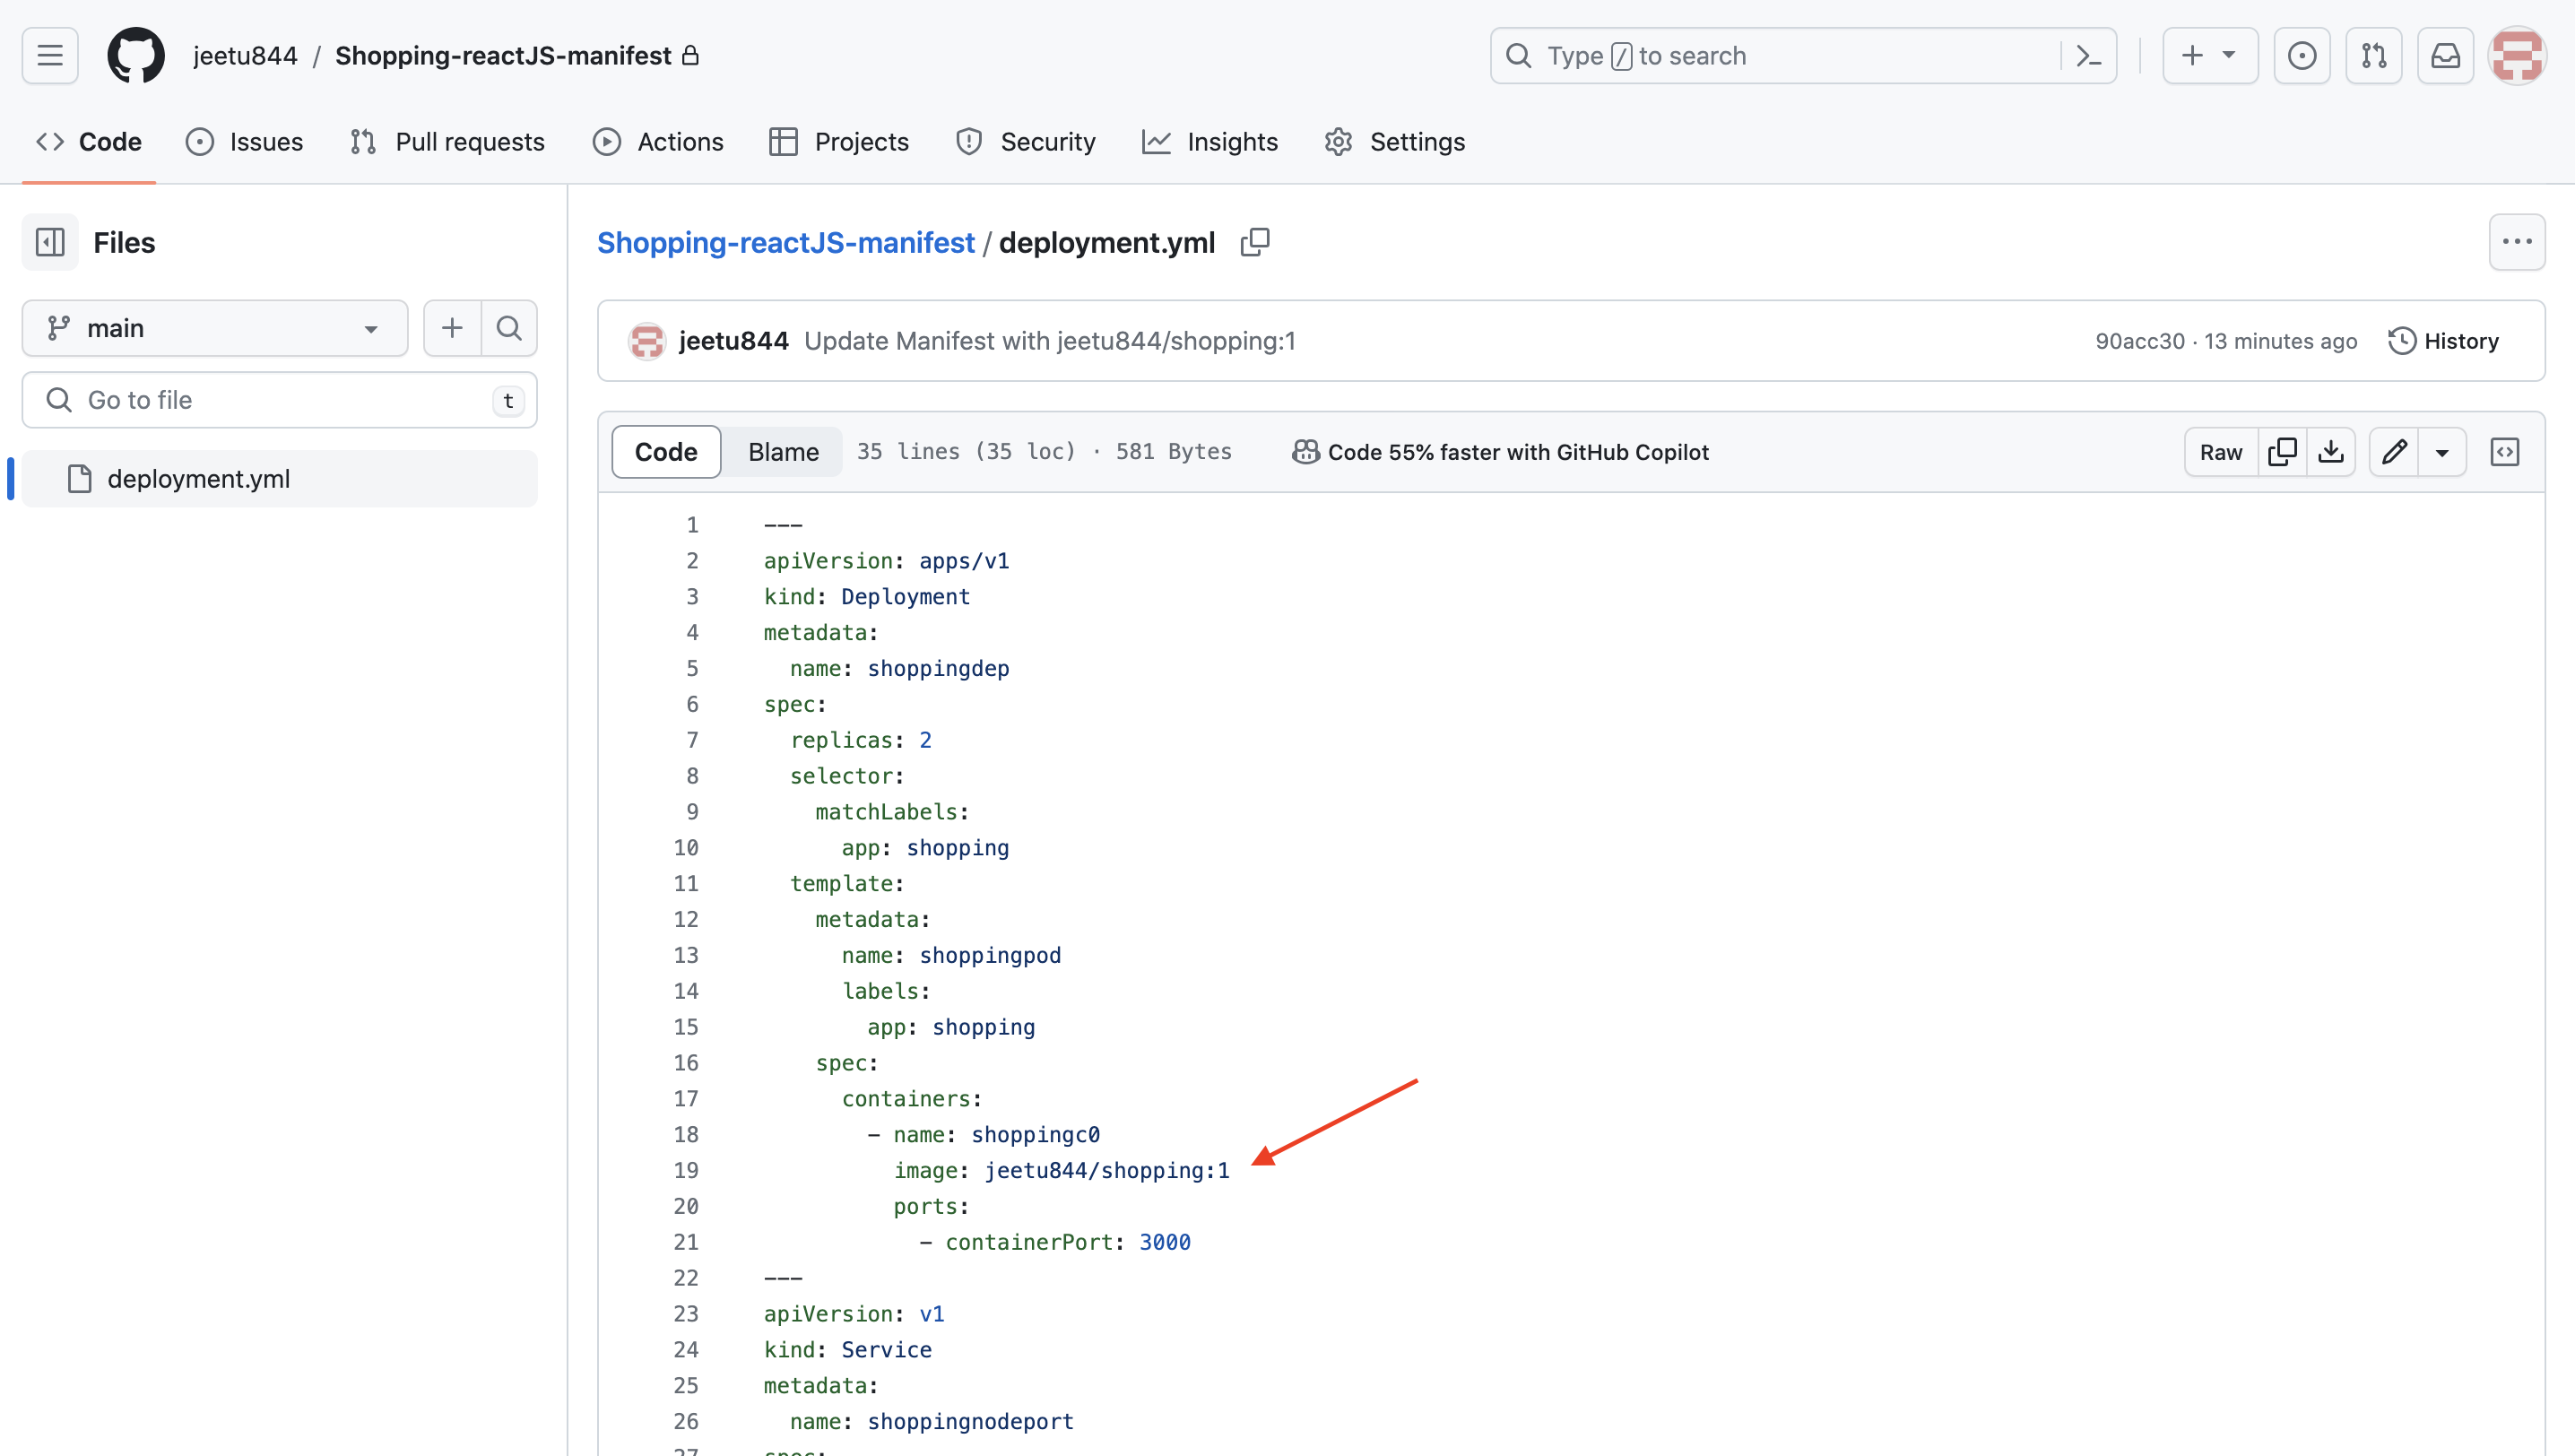 jeetu844 / Shopping-reactJS-manifest
Type / to search
Code Issues Pull requests Actions Projects Security Insights Settings
Files
main
Go to file t
deployment.yml
Shopping-reactJS-manifest / deployment.yml
jeetu844 Update Manifest with jeetu844/shopping:1 90acc30 · 13 minutes ago History
Code Blame 35 lines (35 loc) · 581 Bytes Code 55% faster with GitHub Copilot Raw
1 ---
2 apiVersion: apps/v1
3 kind: Deployment
4 metadata:
5   name: shoppingdep
6 spec:
7   replicas: 2
8   selector:
9     matchLabels:
10       app: shopping
11   template:
12     metadata:
13       name: shoppingpod
14       labels:
15         app: shopping
16     spec:
17       containers:
18         - name: shoppingc0
19           image: jeetu844/shopping:1
20           ports:
21             - containerPort: 3000
22 ---
23 apiVersion: v1
24 kind: Service
25 metadata:
26   name: shoppingnodeport
27 spec: